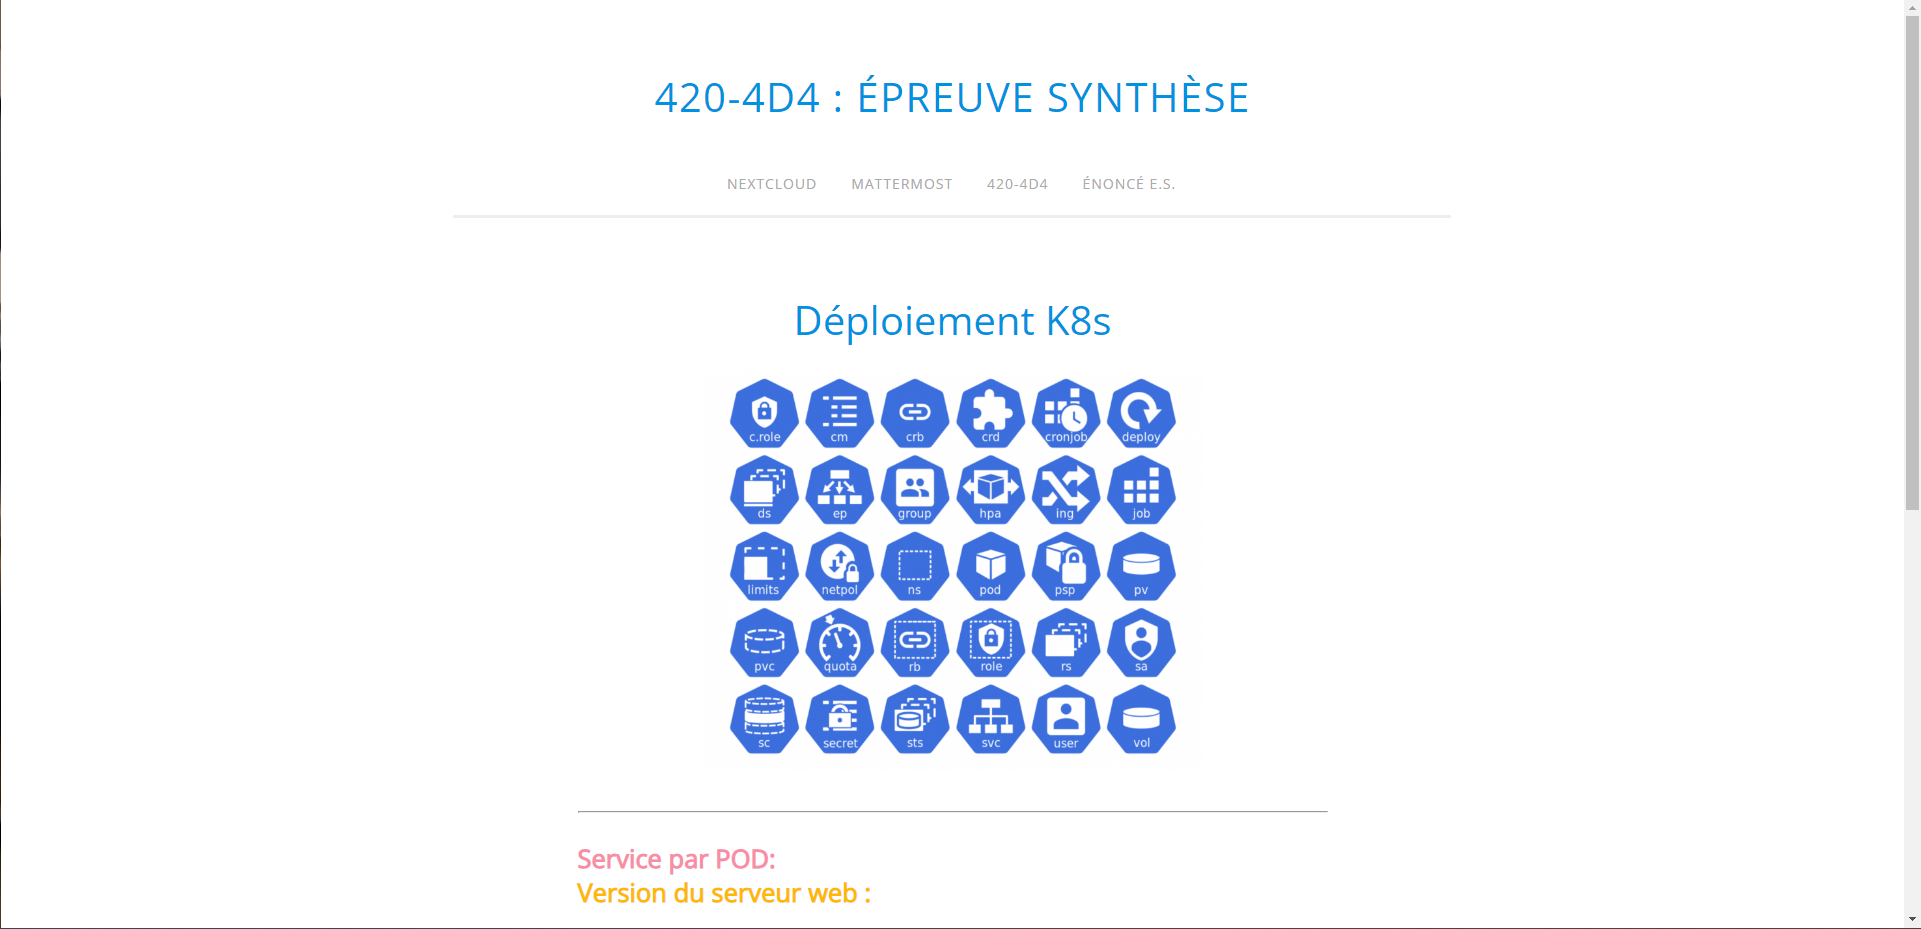 420-4D4 : ÉPREUVE SYNTHÈSE
NEXTCLOUD MATTERMOST 420-4D4 ÉNONCÉ E.S.
Déploiement K8s
c.role cm crb crd cronjob deploy
ds ep group hpa ing job
limits netpol ns pod psp pv
pvc quota rb role rs sa
sc secret sts svc user vol
Service par POD:
Version du serveur web :